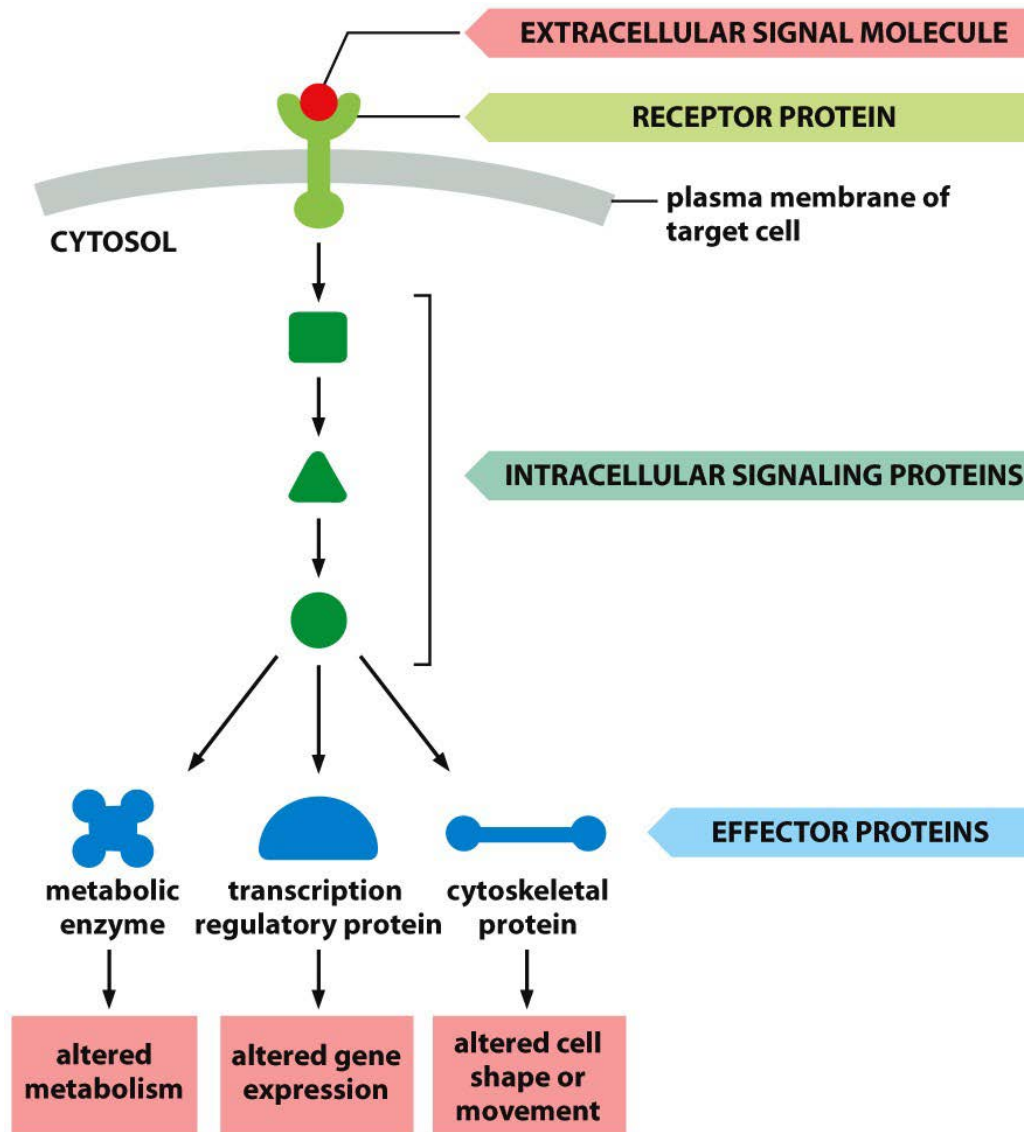 EXTRACELLULAR SIGNAL MOLECULE
RECEPTOR PROTEIN
plasma membrane of
target cell
CYTOSOL
INTRACELLULAR SIGNALING PROTEINS
EFFECTOR PROTEINS
metabolic
enzyme
transcription
regulatory protein
cytoskeletal
protein
altered
metabolism
altered gene
expression
altered cell
shape or
movement